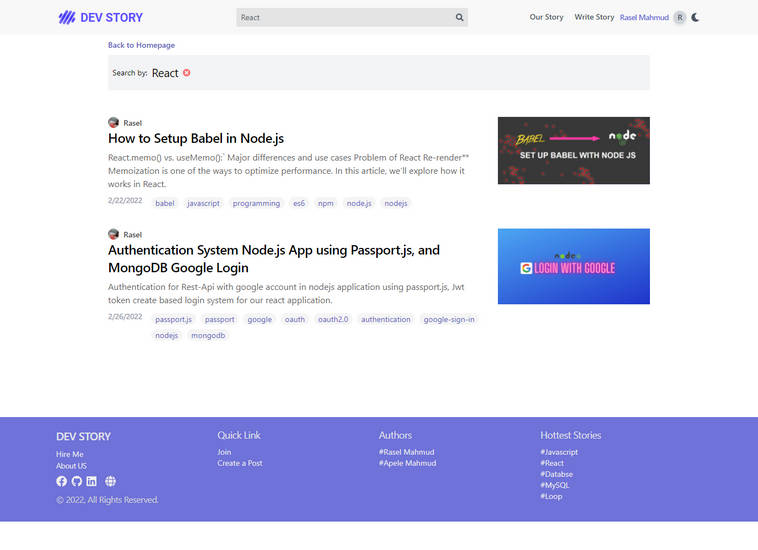 DEV STORY
React
Our Story
Write Story
Rasel Mahmud
R
Back to Homepage
Search by: React
Rasel
How to Setup Babel in Node.js
React.memo() vs. useMemo():` Major differences and use cases Problem of React Re-render**
Memoization is one of the ways to optimize performance. In this article, we'll explore how it
works in React.
2/22/2022 babel javascript programming es6 npm node.js nodejs
BABEL node
SET UP BABEL WITH NODE JS
Rasel
Authentication System Node.js App using Passport.js, and
MongoDB Google Login
Authentication for Rest-Api with google account in nodejs application using passport.js, Jwt
token create based login system for our react application.
2/26/2022 passport.js passport google oauth oauth2.0 authentication google-sign-in
nodejs mongodb
node
G LOGIN WITH GOOGLE
DEV STORY
Hire Me
About US
© 2022, All Rights Reserved.
Quick Link
Join
Create a Post
Authors
#Rasel Mahmud
#Apele Mahmud
Hottest Stories
#Javascript
#React
#Databse
#MySQL
#Loop